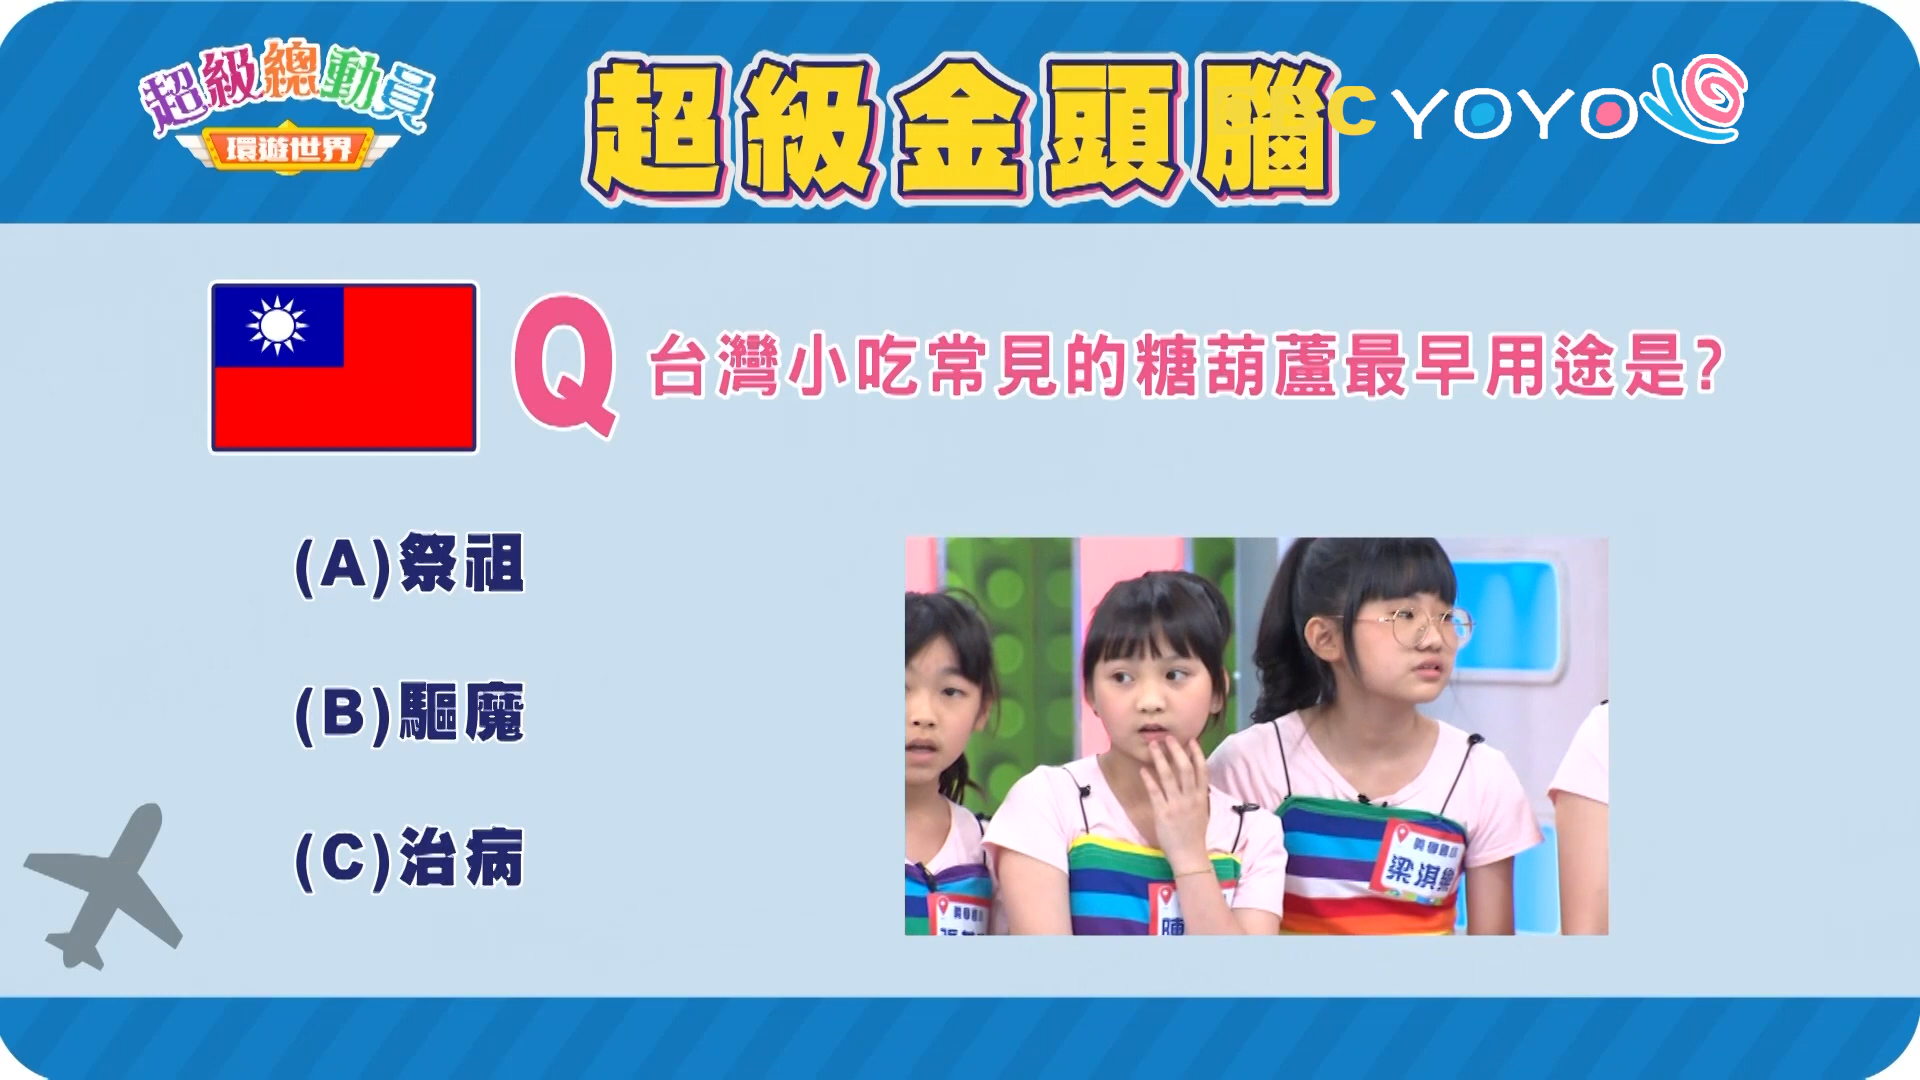 超級總動員
環遊世界
超級金頭腦
C YOYO
Q 台灣小吃常見的糖葫蘆最早用途是?
(A)祭祖
(B)驅魔
(C)治病
梁淇
陳